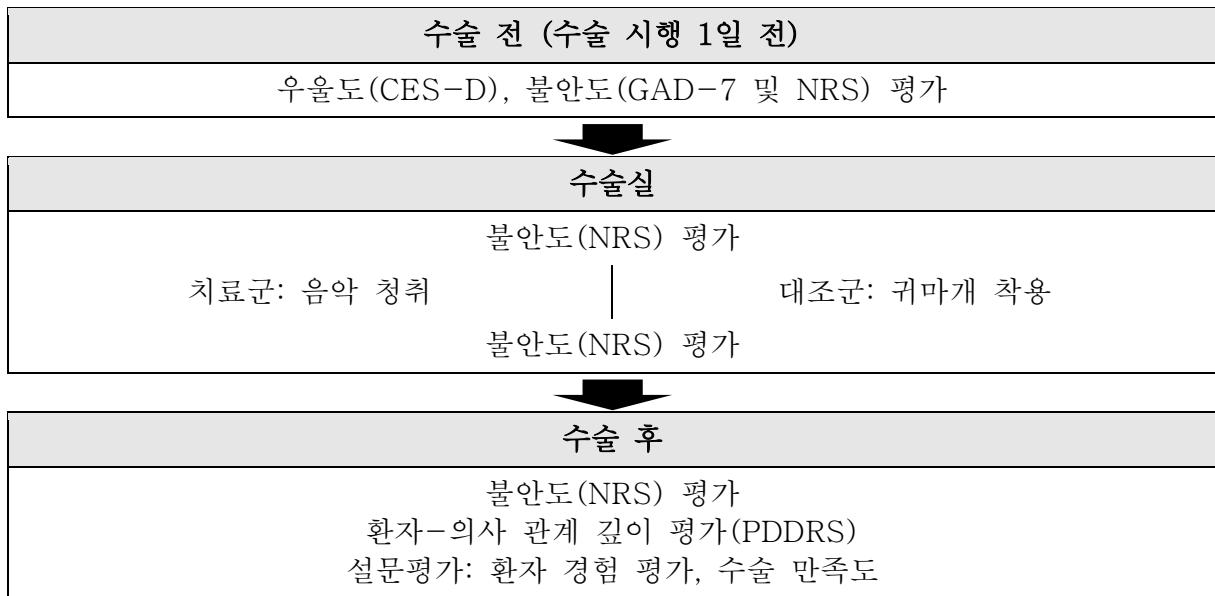 수술 전 (수술 시행 1일 전)
우울도(CES-D), 불안도(GAD-7 및 NRS) 평가
수술실
불안도(NRS) 평가
치료군: 음악 청취
대조군: 귀마개 착용
불안도(NRS) 평가
수술 후
불안도(NRS) 평가
환자-의사 관계 깊이 평가(PDDRS)
설문평가: 환자 경험 평가, 수술 만족도